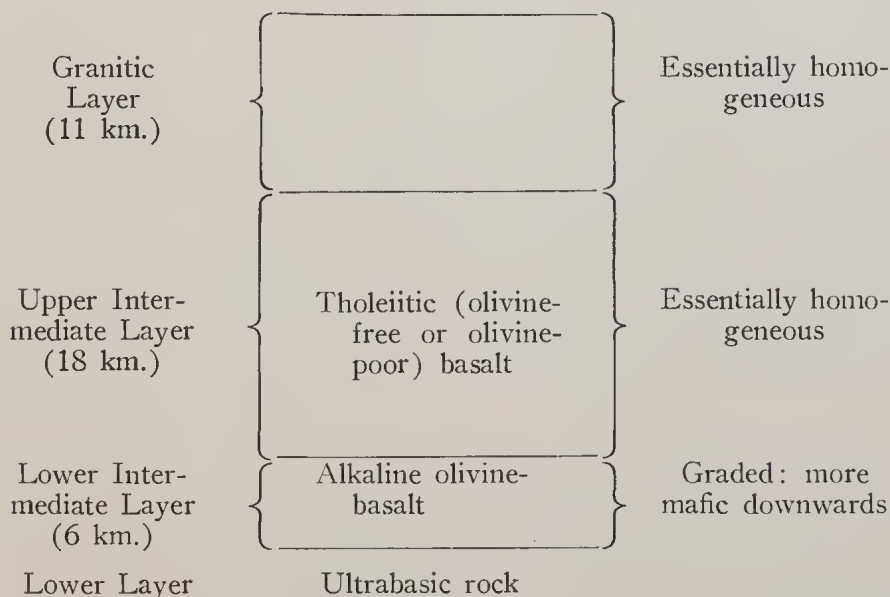 Granitic
Layer
(11 km.)
Essentially homo-
geneous
Upper Inter-
mediate Layer
(18 km.)
Tholeiitic (olivine-
free or olivine-
poor) basalt
Essentially homo-
geneous
Lower Inter-
mediate Layer
(6 km.)
Alkaline olivine-
basalt
Graded: more
mafic downwards
Lower Layer
Ultrabasic rock